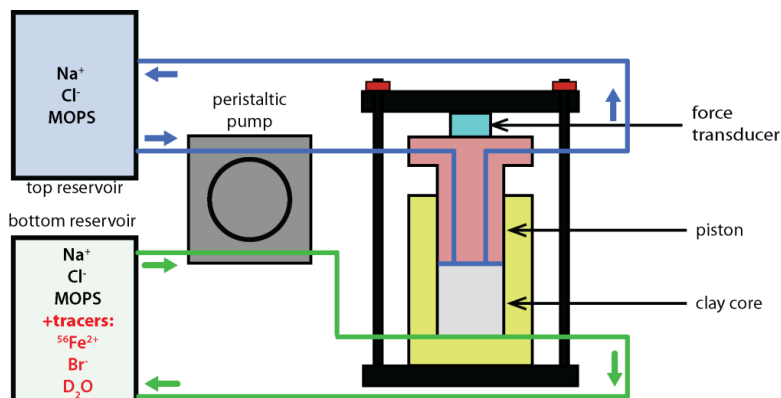 Na⁺
Cl⁻
MOPS
top reservoir
peristaltic
pump
force
transducer
bottom reservoir
Na⁺
Cl⁻
MOPS
+tracers:
⁵⁶Fe²⁺
Br⁻
D₂O
piston
clay core